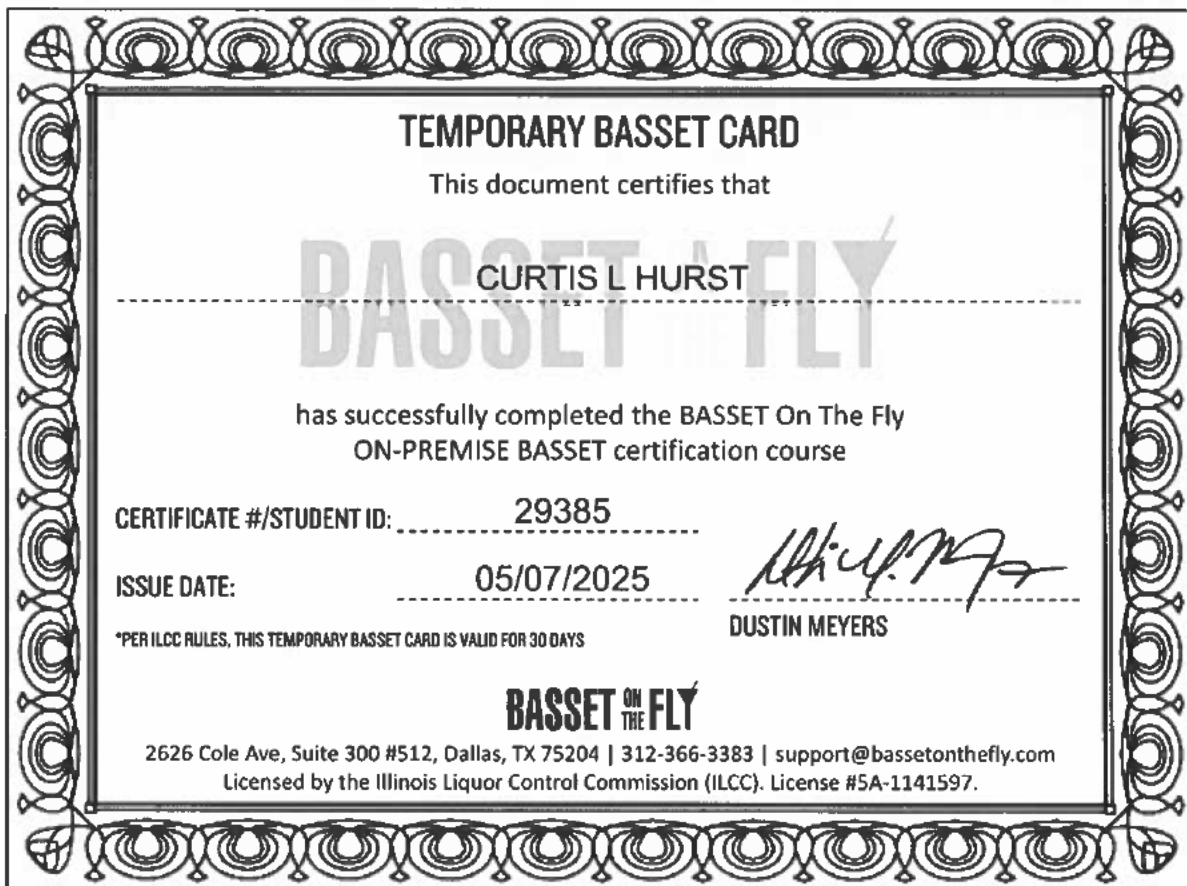 TEMPORARY BASSET CARD
This document certifies that
BASSET ON THE FLY
CURTIS L HURST
has successfully completed the BASSET On The Fly
ON-PREMISE BASSET certification course
CERTIFICATE #/STUDENT ID: 29385
ISSUE DATE: 05/07/2025
DUSTIN MEYERS
*PER ILCC RULES, THIS TEMPORARY BASSET CARD IS VALID FOR 30 DAYS
BASSET ON THE FLY
2626 Cole Ave, Suite 300 #512, Dallas, TX 75204 | 312-366-3383 | support@bassetonthefly.com
Licensed by the Illinois Liquor Control Commission (ILCC). License #5A-1141597.